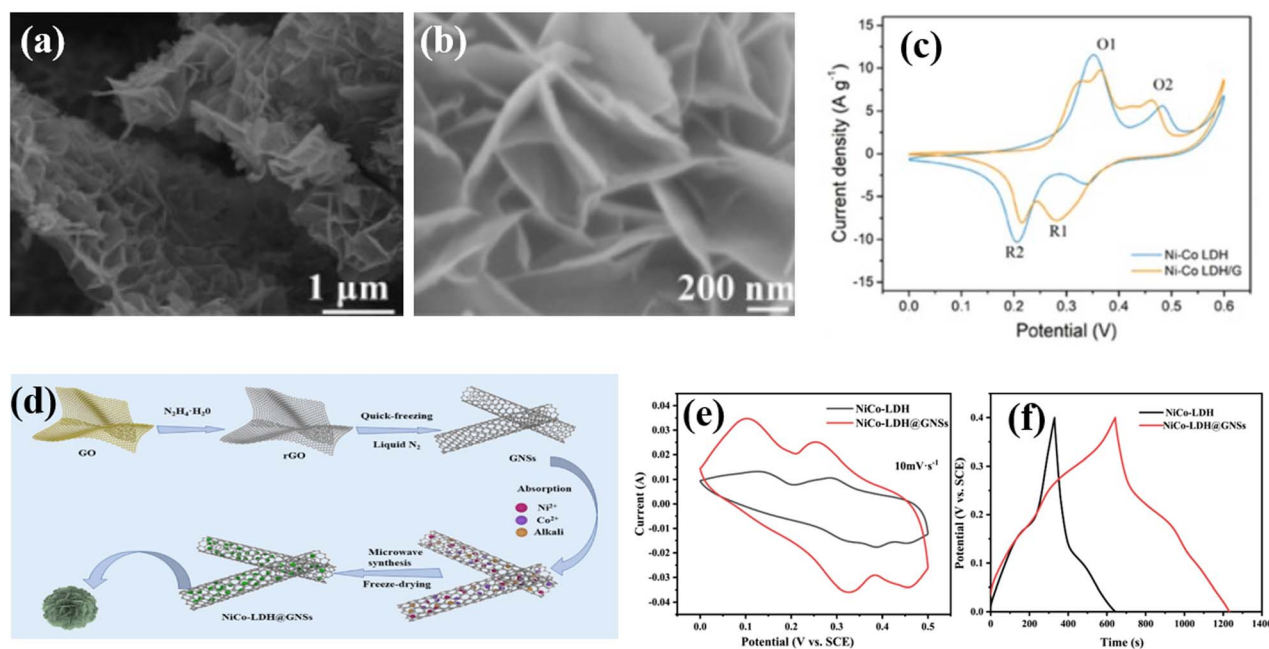 (a)
1 µm
(b)
200 nm
(c)
Current density (A g⁻¹)
15
10
5
0
-5
-10
-15
O1
O2
R1
R2
Ni-Co LDH
Ni-Co LDH/G
0.0 0.1 0.2 0.3 0.4 0.5 0.6
Potential (V)
(d)
N₂H₄·H₂0
Quick-freezing
Liquid N₂
GO
rGO
GNSs
Absorption
Ni²⁺
Co²⁺
Alkali
Microwave
synthesis
Freeze-drying
NiCo-LDH@GNSs
(e)
NiCo-LDH
NiCo-LDH@GNSs
10mV·s⁻¹
Current (A)
0.04
0.03
0.02
0.01
0.00
-0.01
-0.02
-0.03
-0.04
0.0 0.1 0.2 0.3 0.4 0.5
Potential (V vs. SCE)
(f)
NiCo-LDH
NiCo-LDH@GNSs
Potential (V vs. SCE)
0.4
0.3
0.2
0.1
0.0
0 200 400 600 800 1000 1200 1400
Time (s)